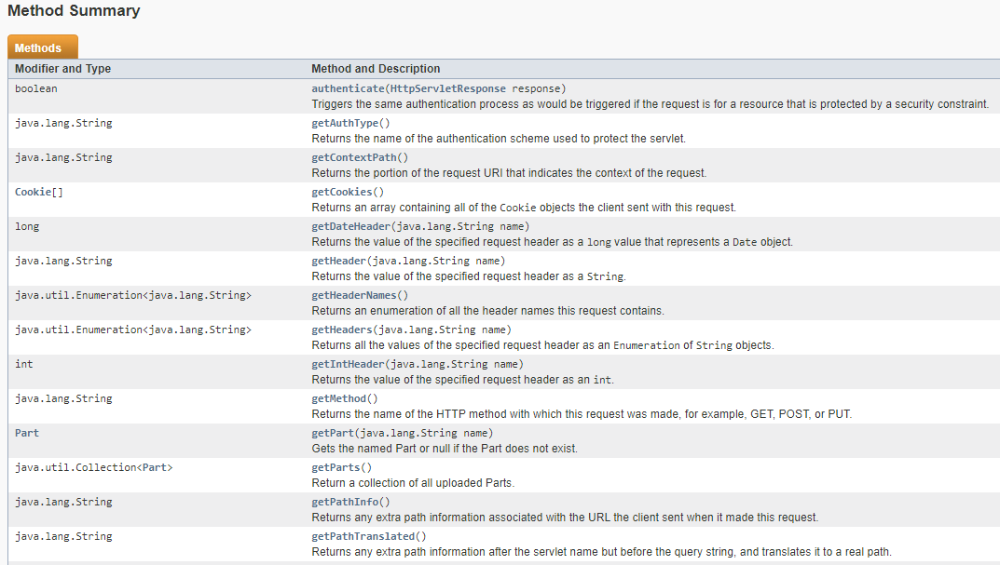 Method Summary
Methods
Modifier and Type Method and Description
boolean authenticate(HttpServletResponse response)
Triggers the same authentication process as would be triggered if the request is for a resource that is protected by a security constraint.
java.lang.String getAuthType()
Returns the name of the authentication scheme used to protect the servlet.
java.lang.String getContextPath()
Returns the portion of the request URI that indicates the context of the request.
Cookie[] getCookies()
Returns an array containing all of the Cookie objects the client sent with this request.
long getDateHeader(java.lang.String name)
Returns the value of the specified request header as a long value that represents a Date object.
java.lang.String getHeader(java.lang.String name)
Returns the value of the specified request header as a String.
java.util.Enumeration<java.lang.String> getHeaderNames()
Returns an enumeration of all the header names this request contains.
java.util.Enumeration<java.lang.String> getHeaders(java.lang.String name)
Returns all the values of the specified request header as an Enumeration of String objects.
int getIntHeader(java.lang.String name)
Returns the value of the specified request header as an int.
java.lang.String getMethod()
Returns the name of the HTTP method with which this request was made, for example, GET, POST, or PUT.
Part getPart(java.lang.String name)
Gets the named Part or null if the Part does not exist.
java.util.Collection<Part> getParts()
Return a collection of all uploaded Parts.
java.lang.String getPathInfo()
Returns any extra path information associated with the URL the client sent when it made this request.
java.lang.String getPathTranslated()
Returns any extra path information after the servlet name but before the query string, and translates it to a real path.